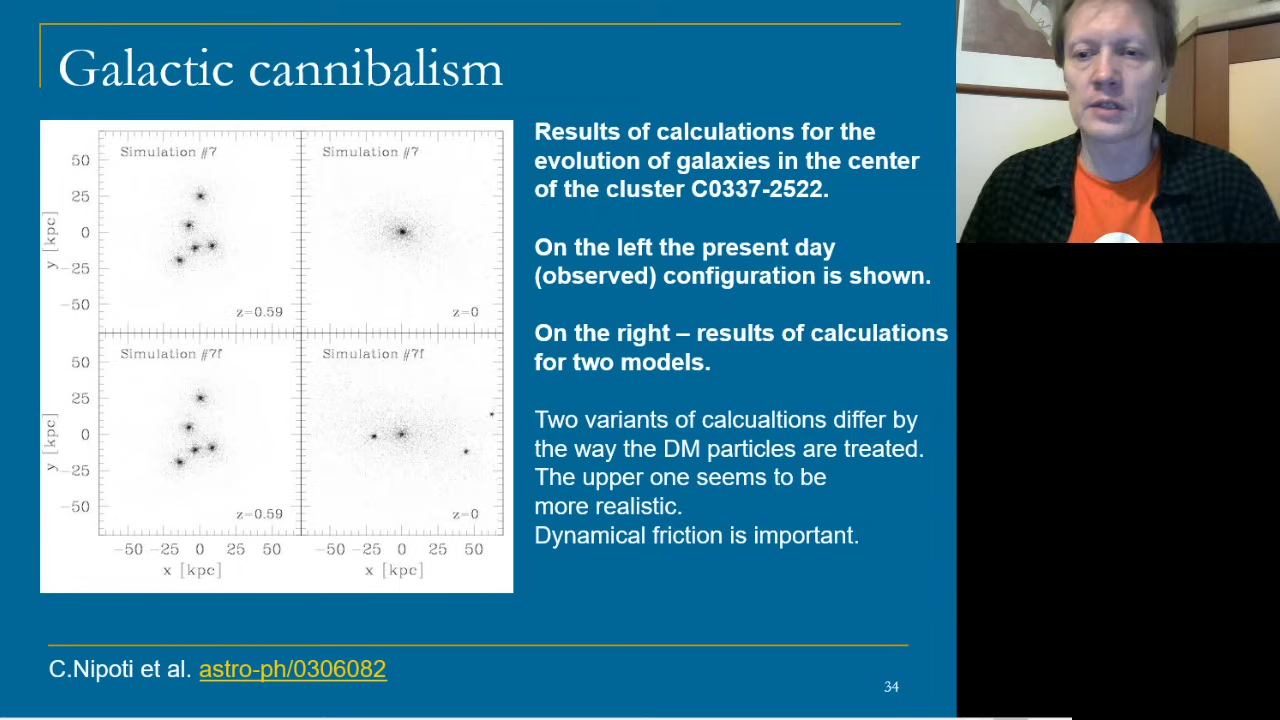 Galactic cannibalism
Simulation #7
Simulation #7
50
25
0
−25
−50
y [kpc]
z=0.59
z=0
Simulation #7f
Simulation #7f
50
25
0
−25
−50
y [kpc]
z=0.59
z=0
−50 −25 0 25 50
−50 −25 0 25 50
x [kpc]
x [kpc]
Results of calculations for the
evolution of galaxies in the center
of the cluster C0337-2522.
On the left the present day
(observed) configuration is shown.
On the right – results of calculations
for two models.
Two variants of calcualtions differ by
the way the DM particles are treated.
The upper one seems to be
more realistic.
Dynamical friction is important.
C.Nipoti et al. astro-ph/0306082
34